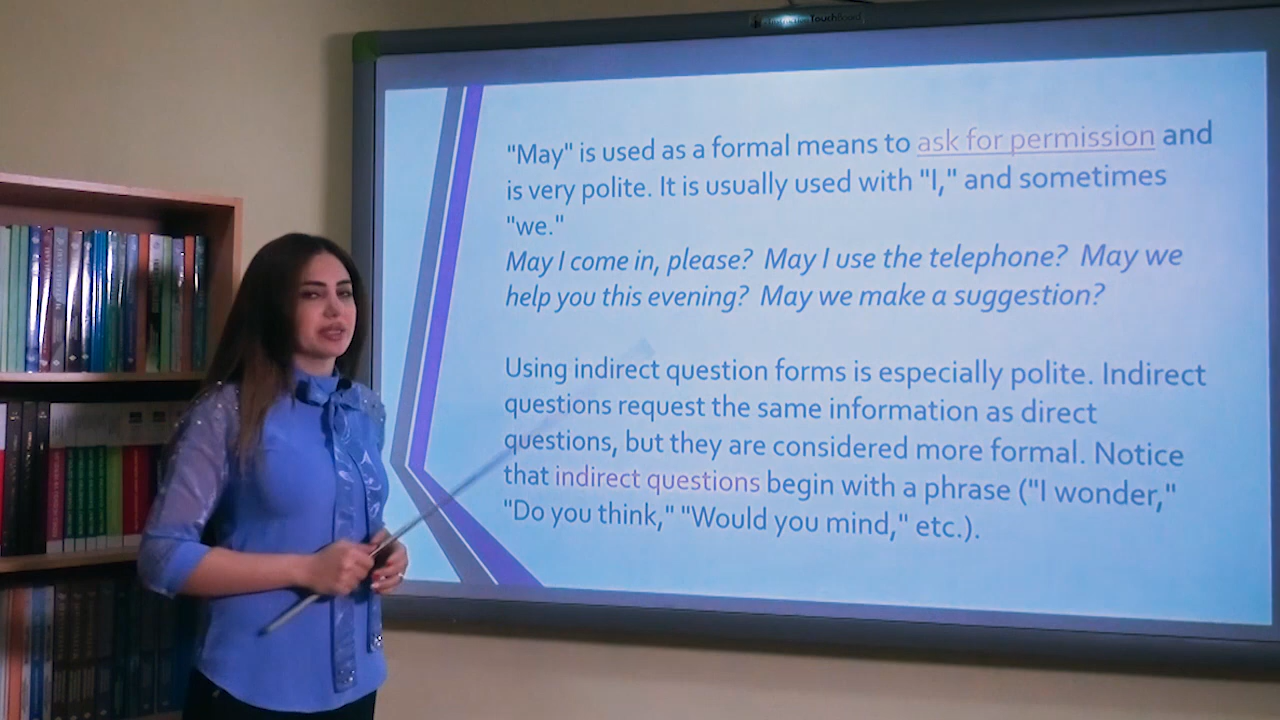 TouchBoard
"May" is used as a formal means to ask for permission and
is very polite. It is usually used with "I," and sometimes
"we."
May I come in, please? May I use the telephone? May we
help you this evening? May we make a suggestion?
Using indirect question forms is especially polite. Indirect
questions request the same information as direct
questions, but they are considered more formal. Notice
that indirect questions begin with a phrase ("I wonder,"
"Do you think," "Would you mind," etc.).